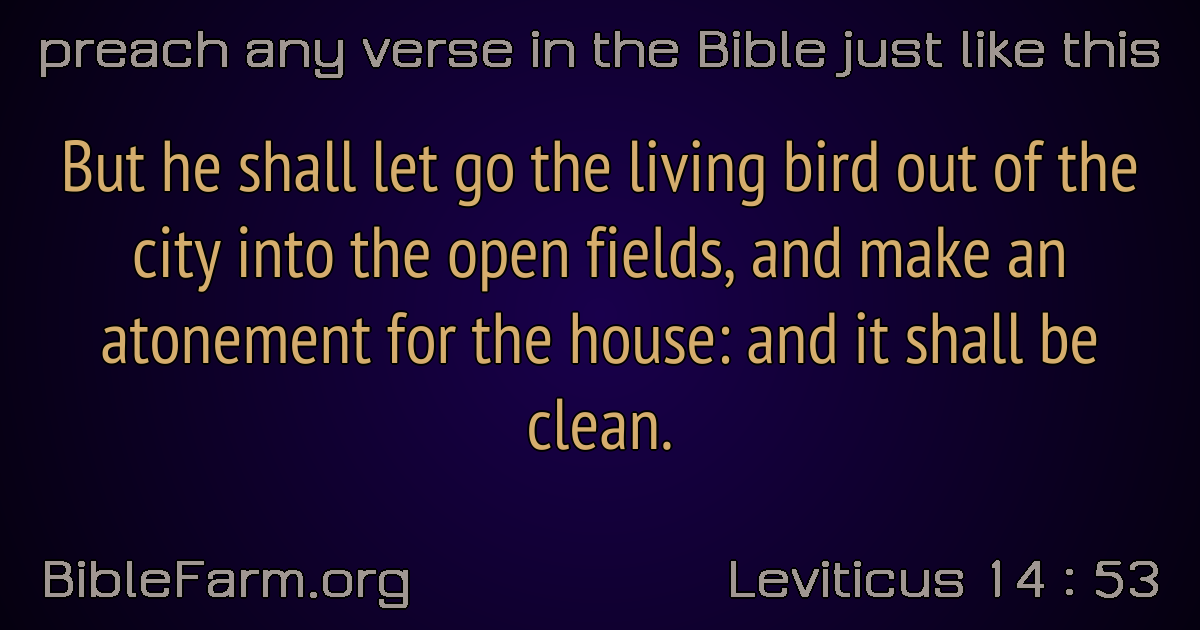 preach any verse in the Bible just like this
But he shall let go the living bird out of the
city into the open fields, and make an
atonement for the house: and it shall be
clean.
BibleFarm.org
Leviticus 14 : 53